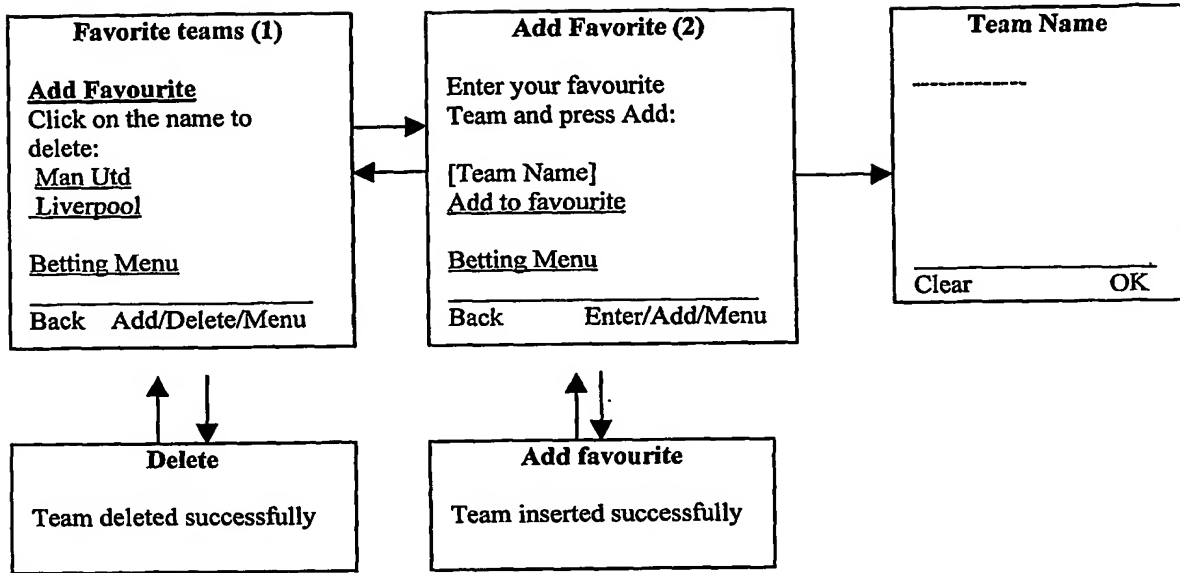 Favorite teams (1)
Add Favourite
Click on the name to
delete:
Man Utd
Liverpool
Betting Menu
Back Add/Delete/Menu
Add Favorite (2)
Enter your favourite
Team and press Add:
[Team Name]
Add to favourite
Betting Menu
Back Enter/Add/Menu
Team Name
------------
Clear OK
Delete
Team deleted successfully
Add favourite
Team inserted successfully